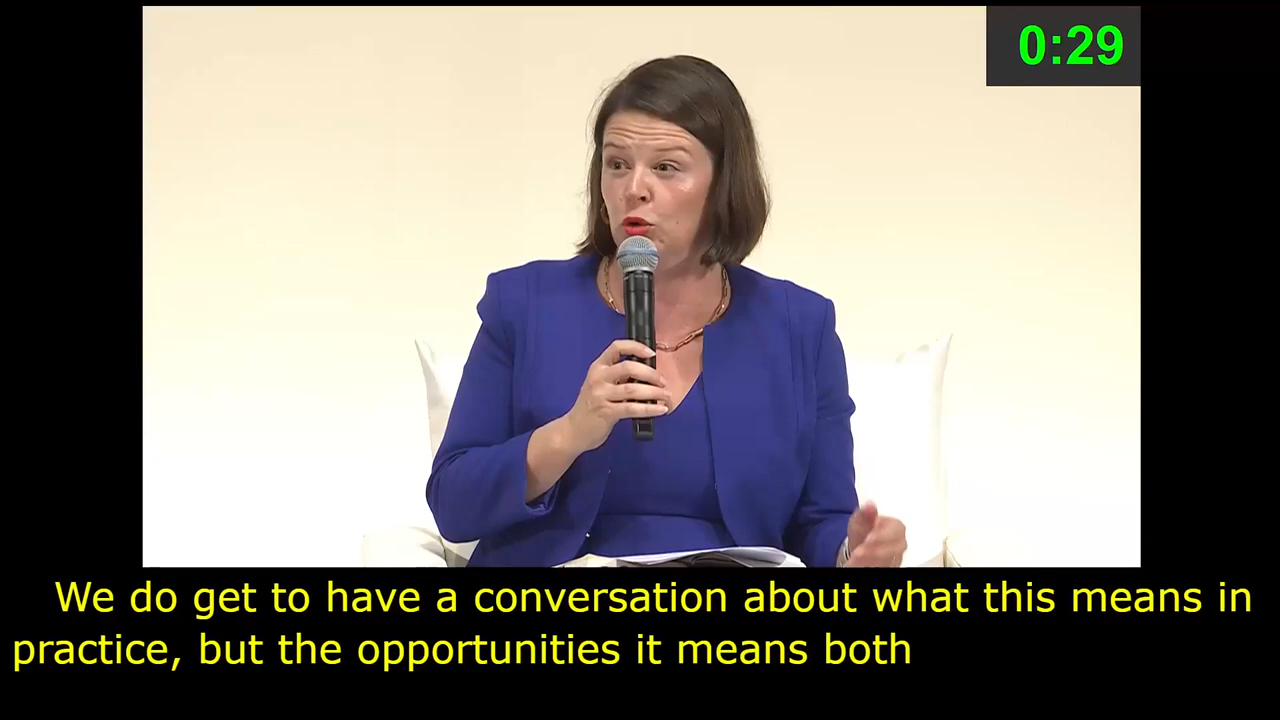 0:29
We do get to have a conversation about what this means in
practice, but the opportunities it means both